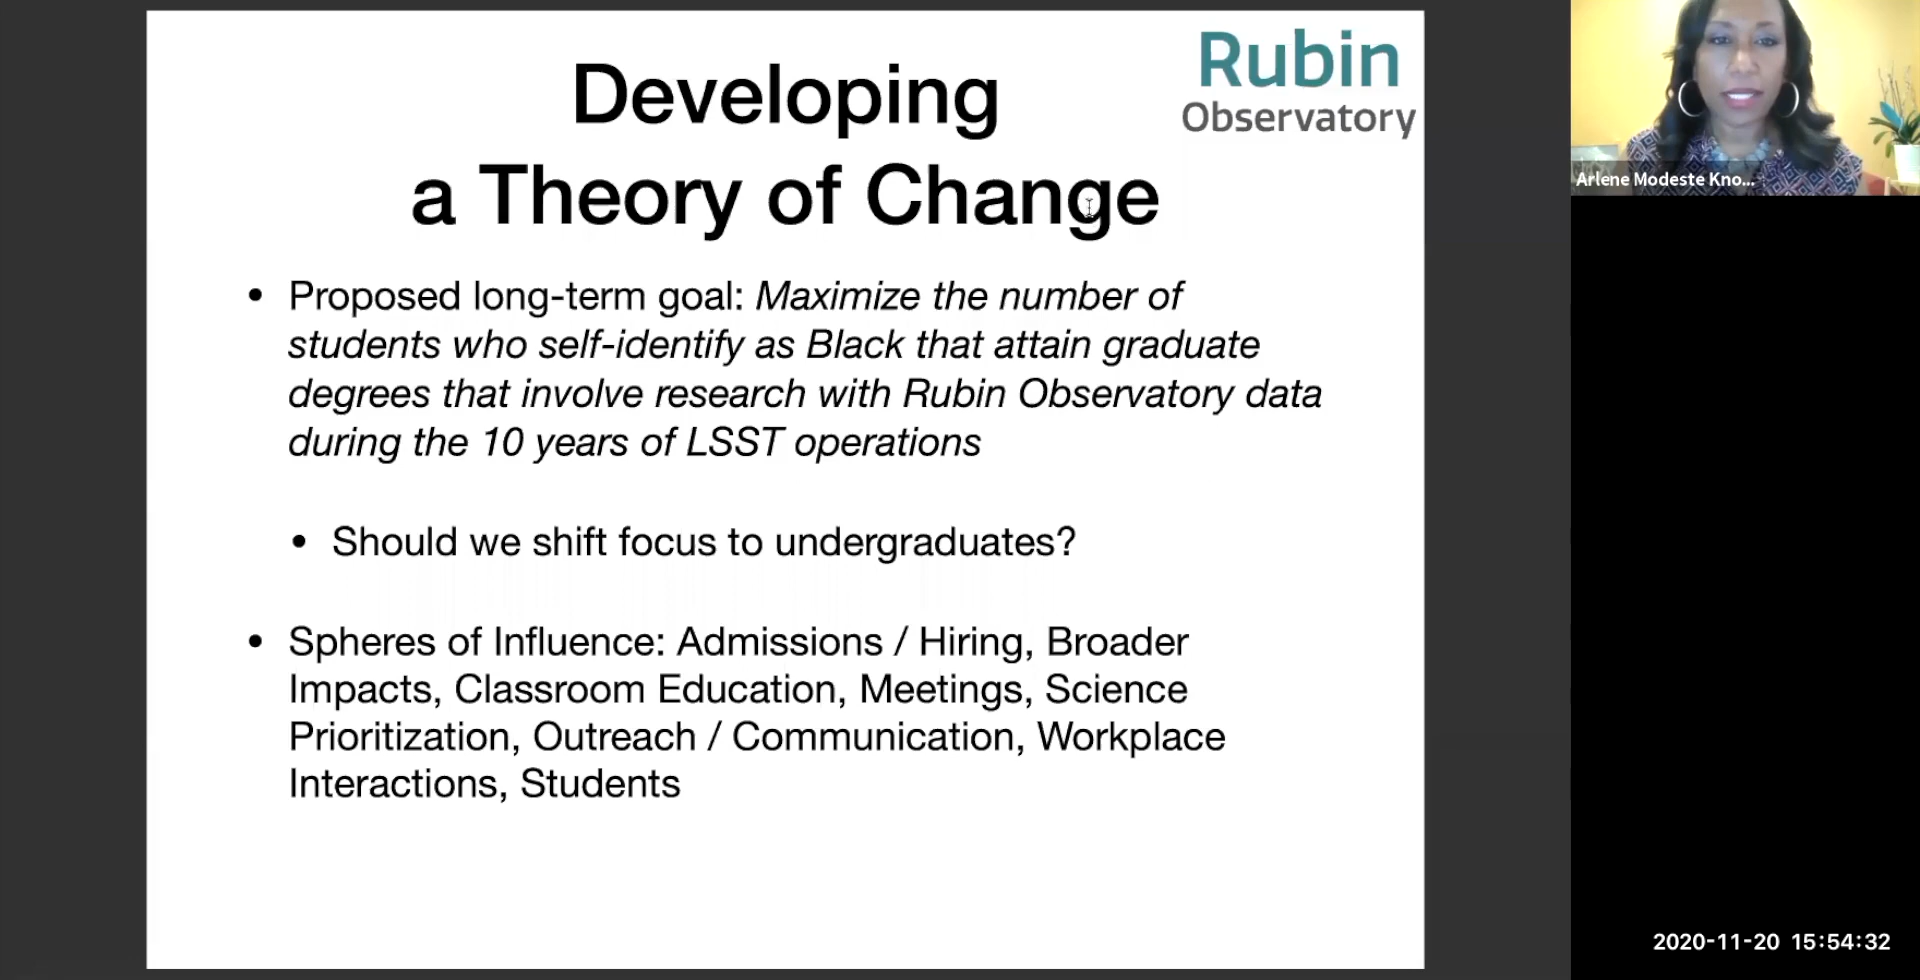 Developing
a Theory of Change
Rubin
Observatory
• Proposed long-term goal: Maximize the number of
students who self-identify as Black that attain graduate
degrees that involve research with Rubin Observatory data
during the 10 years of LSST operations
• Should we shift focus to undergraduates?
• Spheres of Influence: Admissions / Hiring, Broader
Impacts, Classroom Education, Meetings, Science
Prioritization, Outreach / Communication, Workplace
Interactions, Students
Arlene Modeste Kno...
2020-11-20 15:54:32